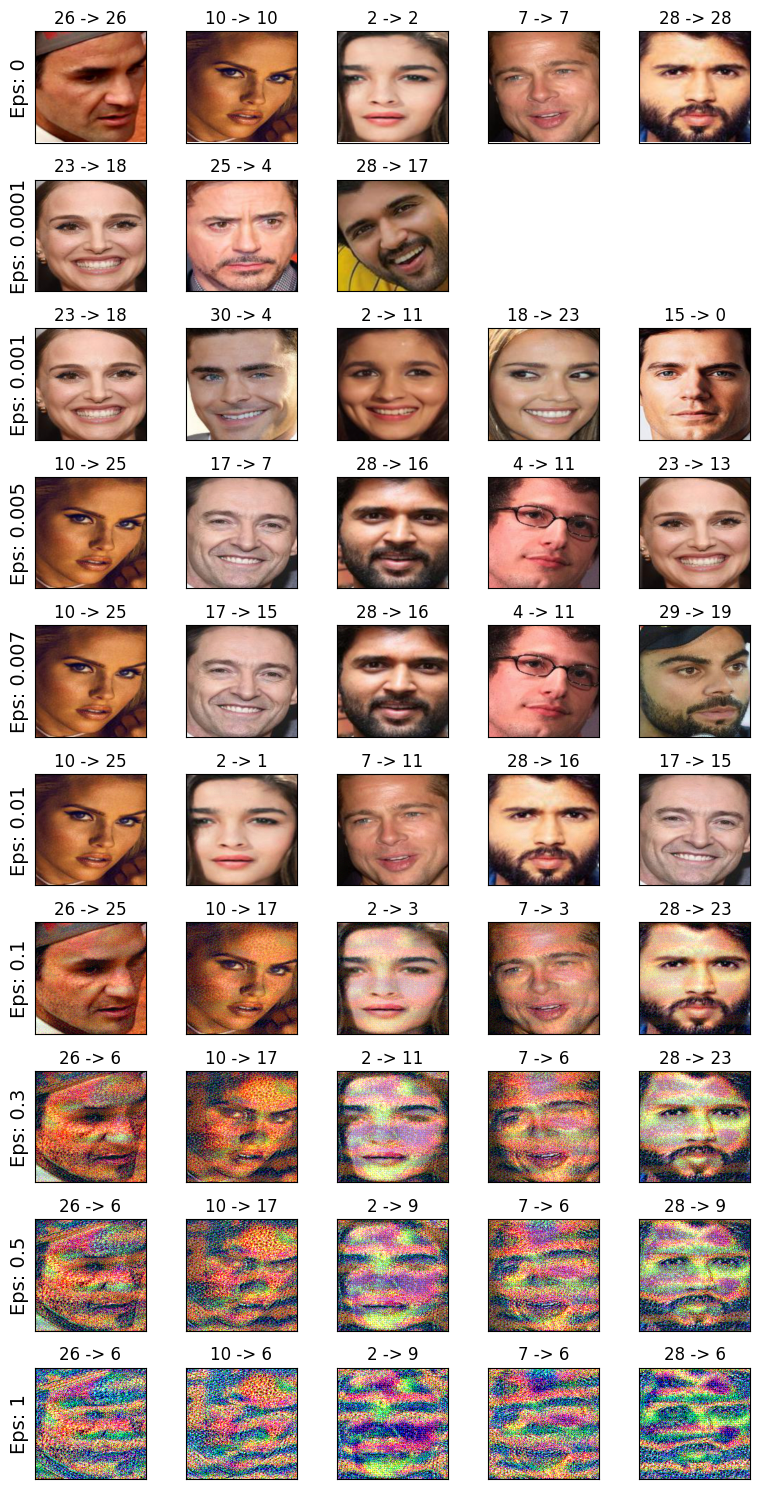 26 -> 26 10 -> 10 2 -> 2 7 -> 7 28 -> 28
Eps: 0
23 -> 18 25 -> 4 28 -> 17
Eps: 0.0001
23 -> 18 30 -> 4 2 -> 11 18 -> 23 15 -> 0
Eps: 0.001
10 -> 25 17 -> 7 28 -> 16 4 -> 11 23 -> 13
Eps: 0.005
10 -> 25 17 -> 15 28 -> 16 4 -> 11 29 -> 19
Eps: 0.007
10 -> 25 2 -> 1 7 -> 11 28 -> 16 17 -> 15
Eps: 0.01
26 -> 25 10 -> 17 2 -> 3 7 -> 3 28 -> 23
Eps: 0.1
26 -> 6 10 -> 17 2 -> 11 7 -> 6 28 -> 23
Eps: 0.3
26 -> 6 10 -> 17 2 -> 9 7 -> 6 28 -> 9
Eps: 0.5
26 -> 6 10 -> 6 2 -> 9 7 -> 6 28 -> 6
Eps: 1